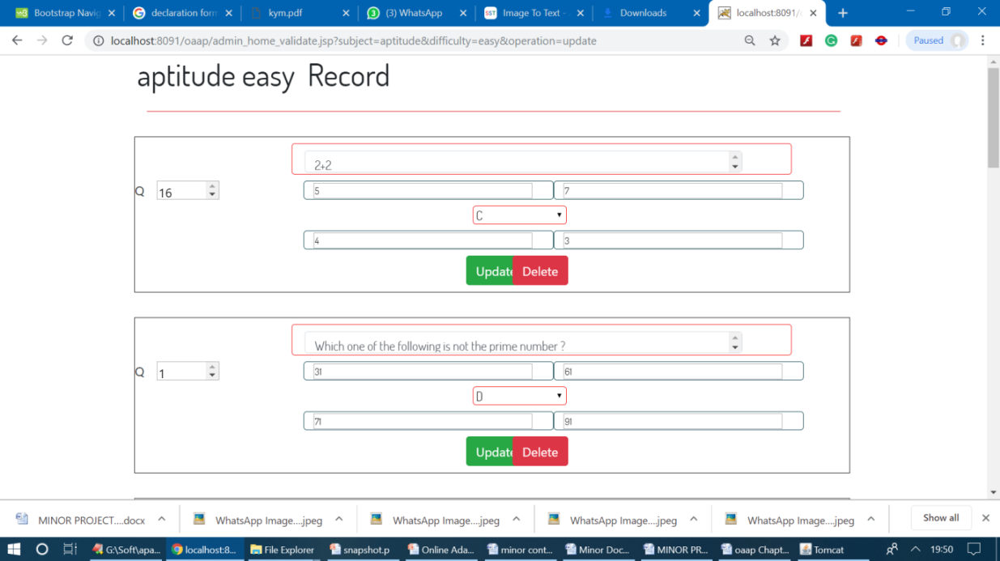 Bootstrap Navig
declaration form
kym.pdf
(3) WhatsApp
Image To Text -
Downloads
localhost:8091/
localhost:8091/oaap/admin_home_validate.jsp?subject=aptitude&difficulty=easy&operation=update
Paused
aptitude easy Record
2+2
Q 16
5 7
C
4 3
Update Delete
Which one of the following is not the prime number ?
Q 1
31 61
D
71 91
Update Delete
MINOR PROJECT....docx
WhatsApp Image....jpeg
WhatsApp Image....jpeg
WhatsApp Image....jpeg
WhatsApp Image....jpeg
Show all
G:\Soft\apa...
localhost:8...
File Explorer
snapshot.p
Online Ada...
minor cont...
Minor Doc...
MINOR PR...
oaap Chapt...
Tomcat
19:50